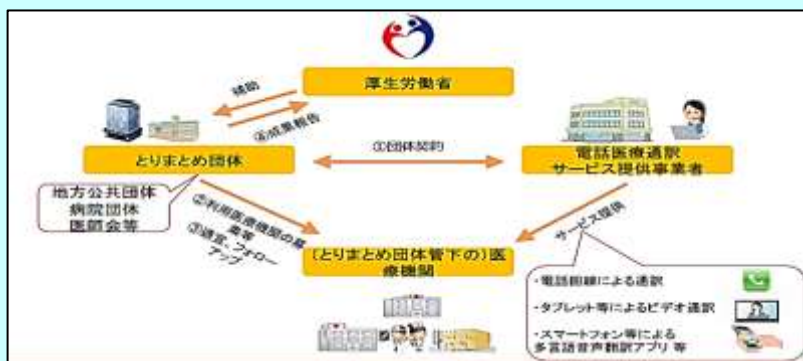 厚生労働省
補助
④成果報告
とりまとめ団体
①団体契約
電話医療通訳
サービス提供事業者
地方公共団体
病院団体
医師会等
②利用医療機関の募
集等
③運営、フォロー
アップ
サービス提供
(とりまとめ団体管下の)医
療機関
・電話回線による通訳
・タブレット等によるビデオ通訳
・スマートフォン等による
多言語音声翻訳アプリ 等